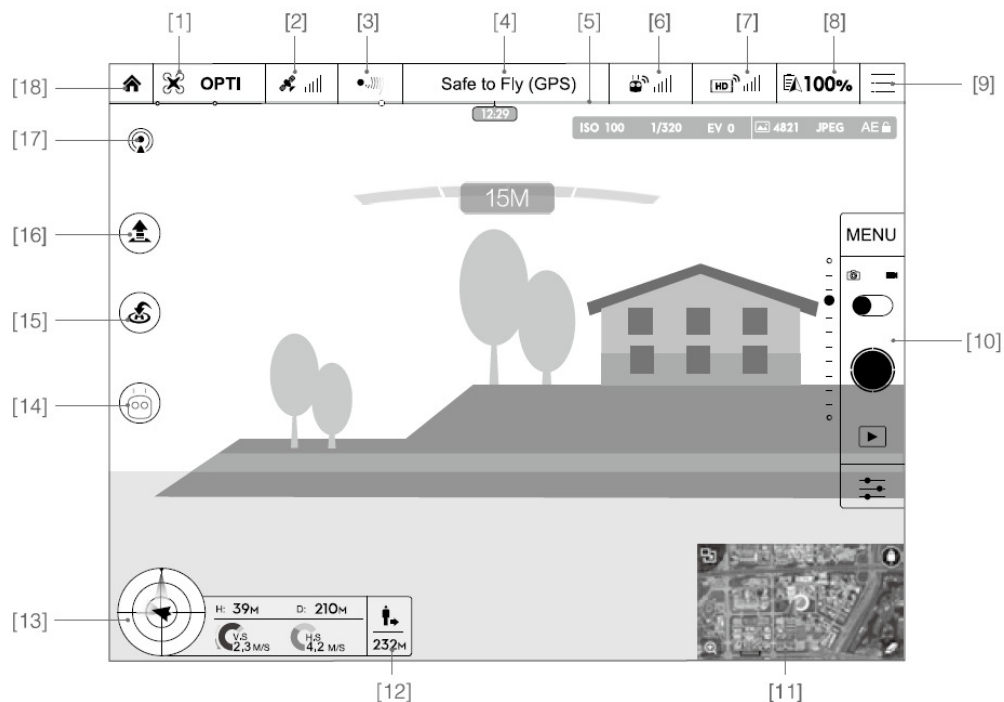 [1] [2] [3] [4] [5] [6] [7] [8]
[18] OPTI Safe to Fly (GPS) HD 100% [9]
12:29
ISO 100 1/320 EV 0 4821 JPEG AE
[17]
15M
[16]
MENU
[15]
H
[10]
[14]
[13]
H: 39M D: 210M
V.S 2,3 M/S H.S 4,2 M/S 232M
[12] [11]